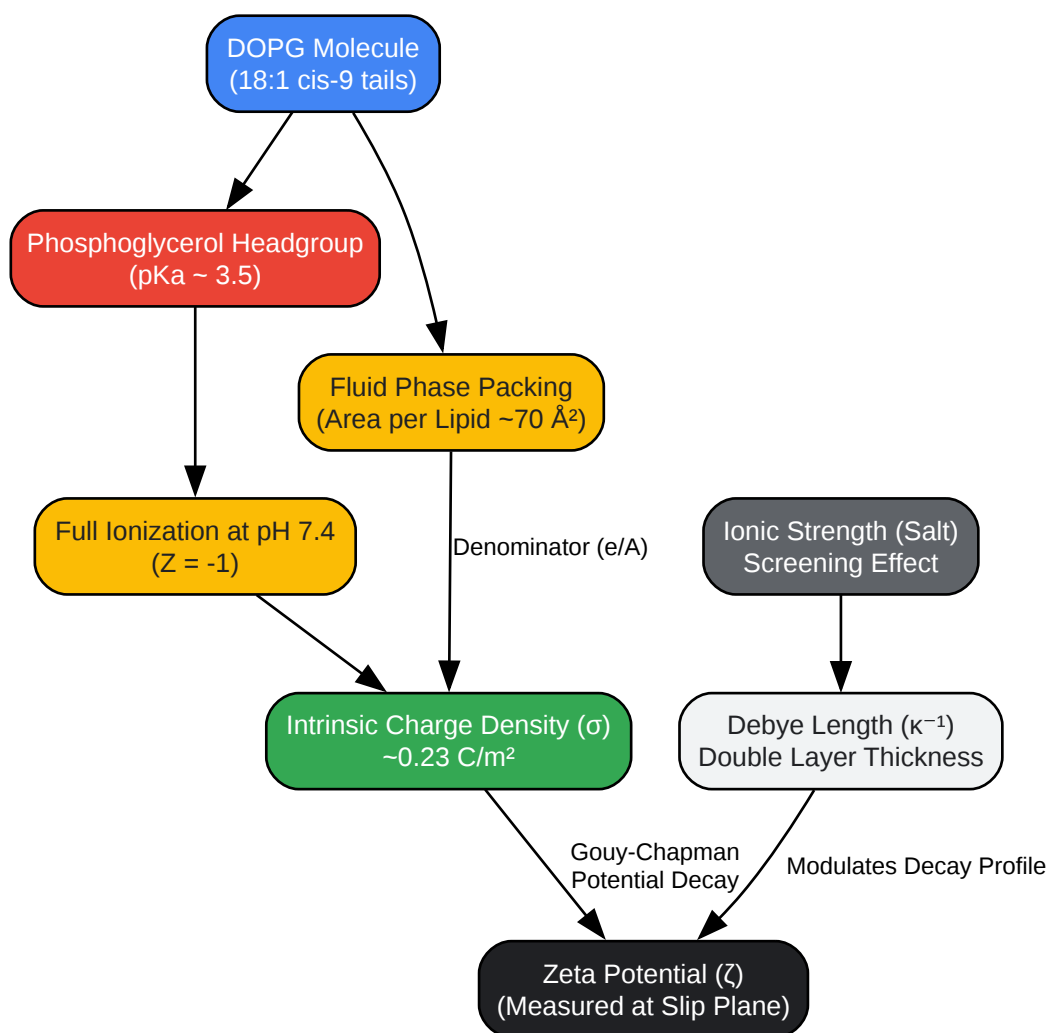 DOPG Molecule
(18:1 cis-9 tails)
Phosphoglycerol Headgroup
(pKa ~ 3.5)
Fluid Phase Packing
(Area per Lipid ~70 Å²)
Full Ionization at pH 7.4
(Z = -1)
Denominator (e/A)
Ionic Strength (Salt)
Screening Effect
Intrinsic Charge Density (σ)
~0.23 C/m²
Debye Length (κ⁻¹)
Double Layer Thickness
Gouy-Chapman
Potential Decay
Modulates Decay Profile
Zeta Potential (ζ)
(Measured at Slip Plane)